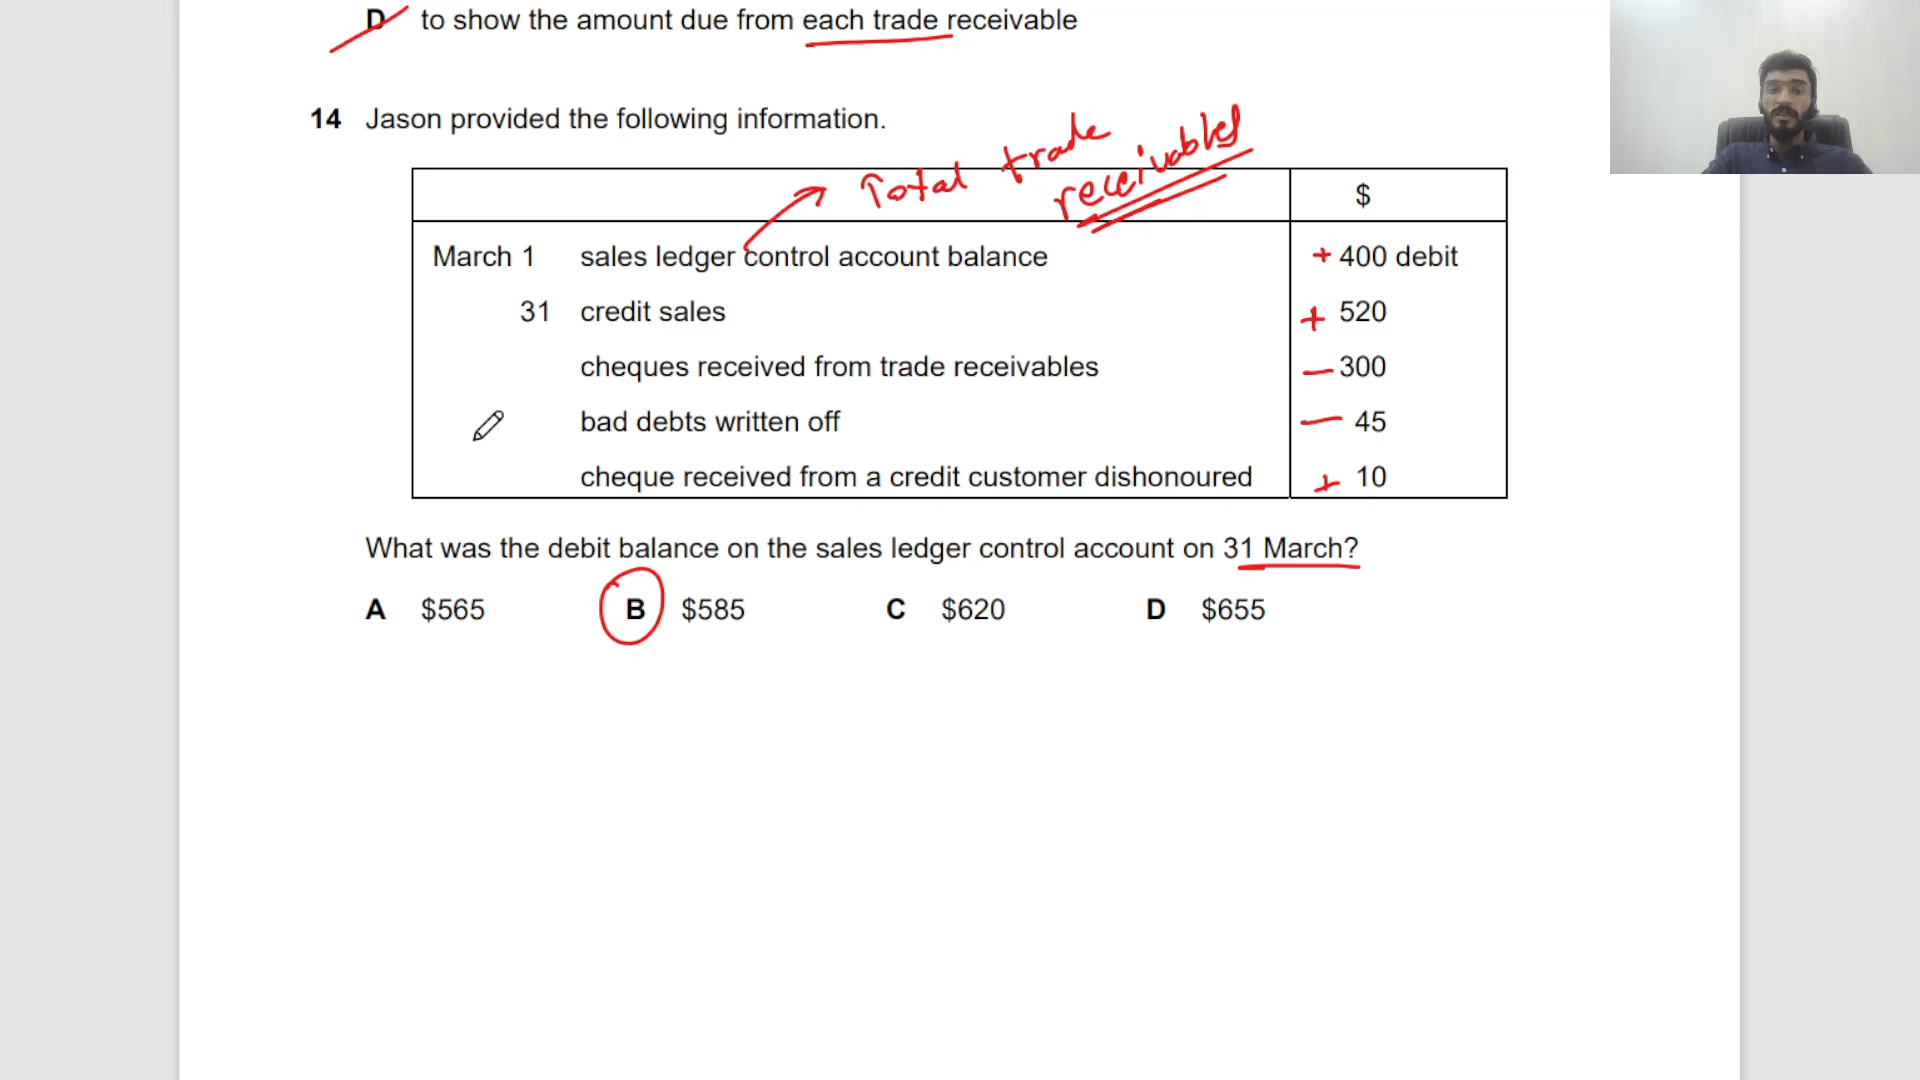 D to show the amount due from each trade receivable
14 Jason provided the following information.
Total trade receivables
$
March 1 sales ledger control account balance + 400 debit
31 credit sales + 520
cheques received from trade receivables — 300
bad debts written off — 45
cheque received from a credit customer dishonoured + 10
What was the debit balance on the sales ledger control account on 31 March?
A $565 B $585 C $620 D $655